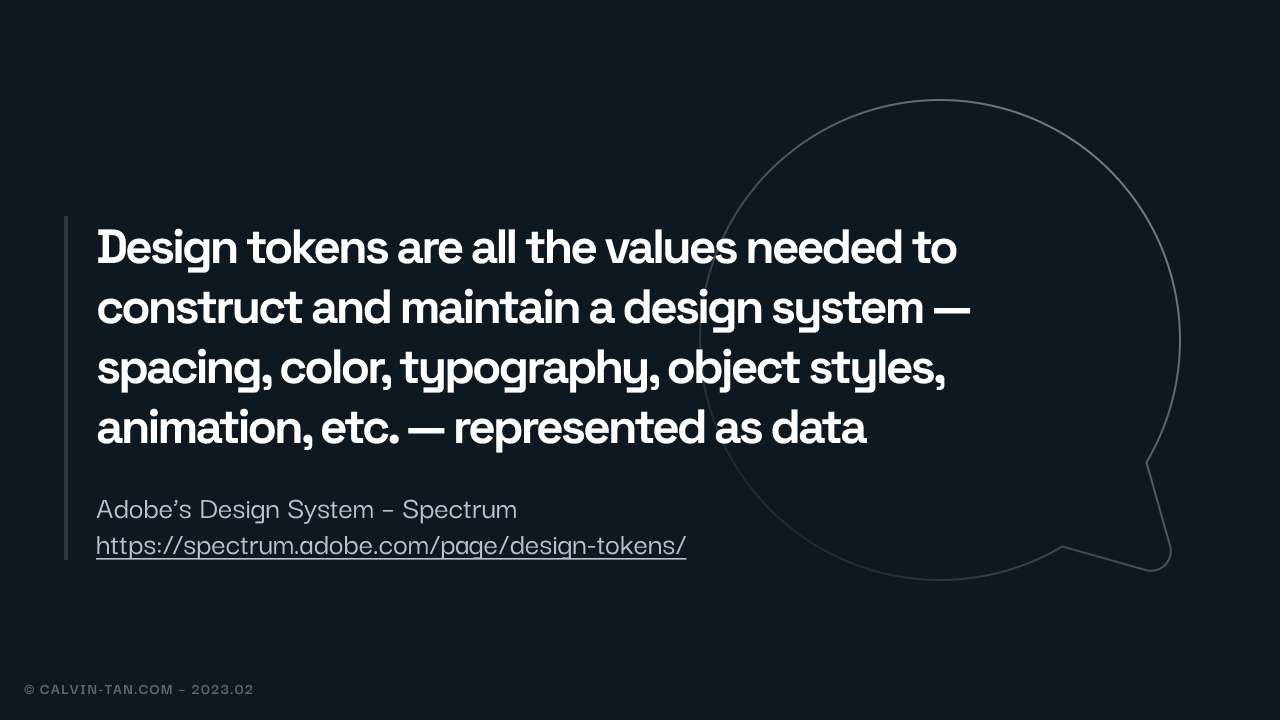 Design tokens are all the values needed to
construct and maintain a design system —
spacing, color, typography, object styles,
animation, etc. — represented as data
Adobe’s Design System – Spectrum
https://spectrum.adobe.com/page/design-tokens/
© CALVIN-TAN.COM – 2023.02